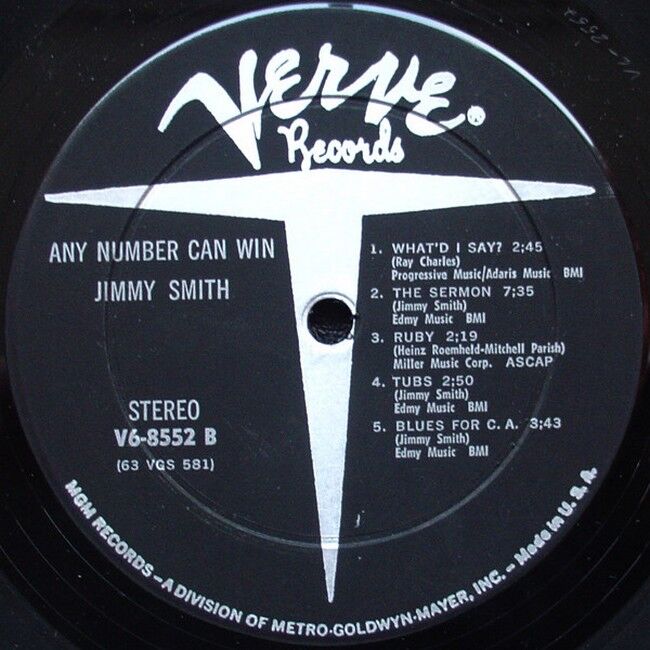 Verve®
Records
ANY NUMBER CAN WIN
JIMMY SMITH
STEREO
V6-8552 B
(63 VGS 581)
1. WHAT'D I SAY? 2;45
(Ray Charles)
Progressive Music/Adaris Music BMI
2. THE SERMON 7;35
(Jimmy Smith)
Edmy Music BMI
3. RUBY 2;19
(Heinz Roemheld-Mitchell Parish)
Miller Music Corp. ASCAP
4. TUBS 2;50
(Jimmy Smith)
Edmy Music BMI
5. BLUES FOR C. A. 3;43
(Jimmy Smith)
Edmy Music BMI
MGM RECORDS – A DIVISION OF METRO-GOLDWYN-MAYER, INC. – Made in U. S. A.